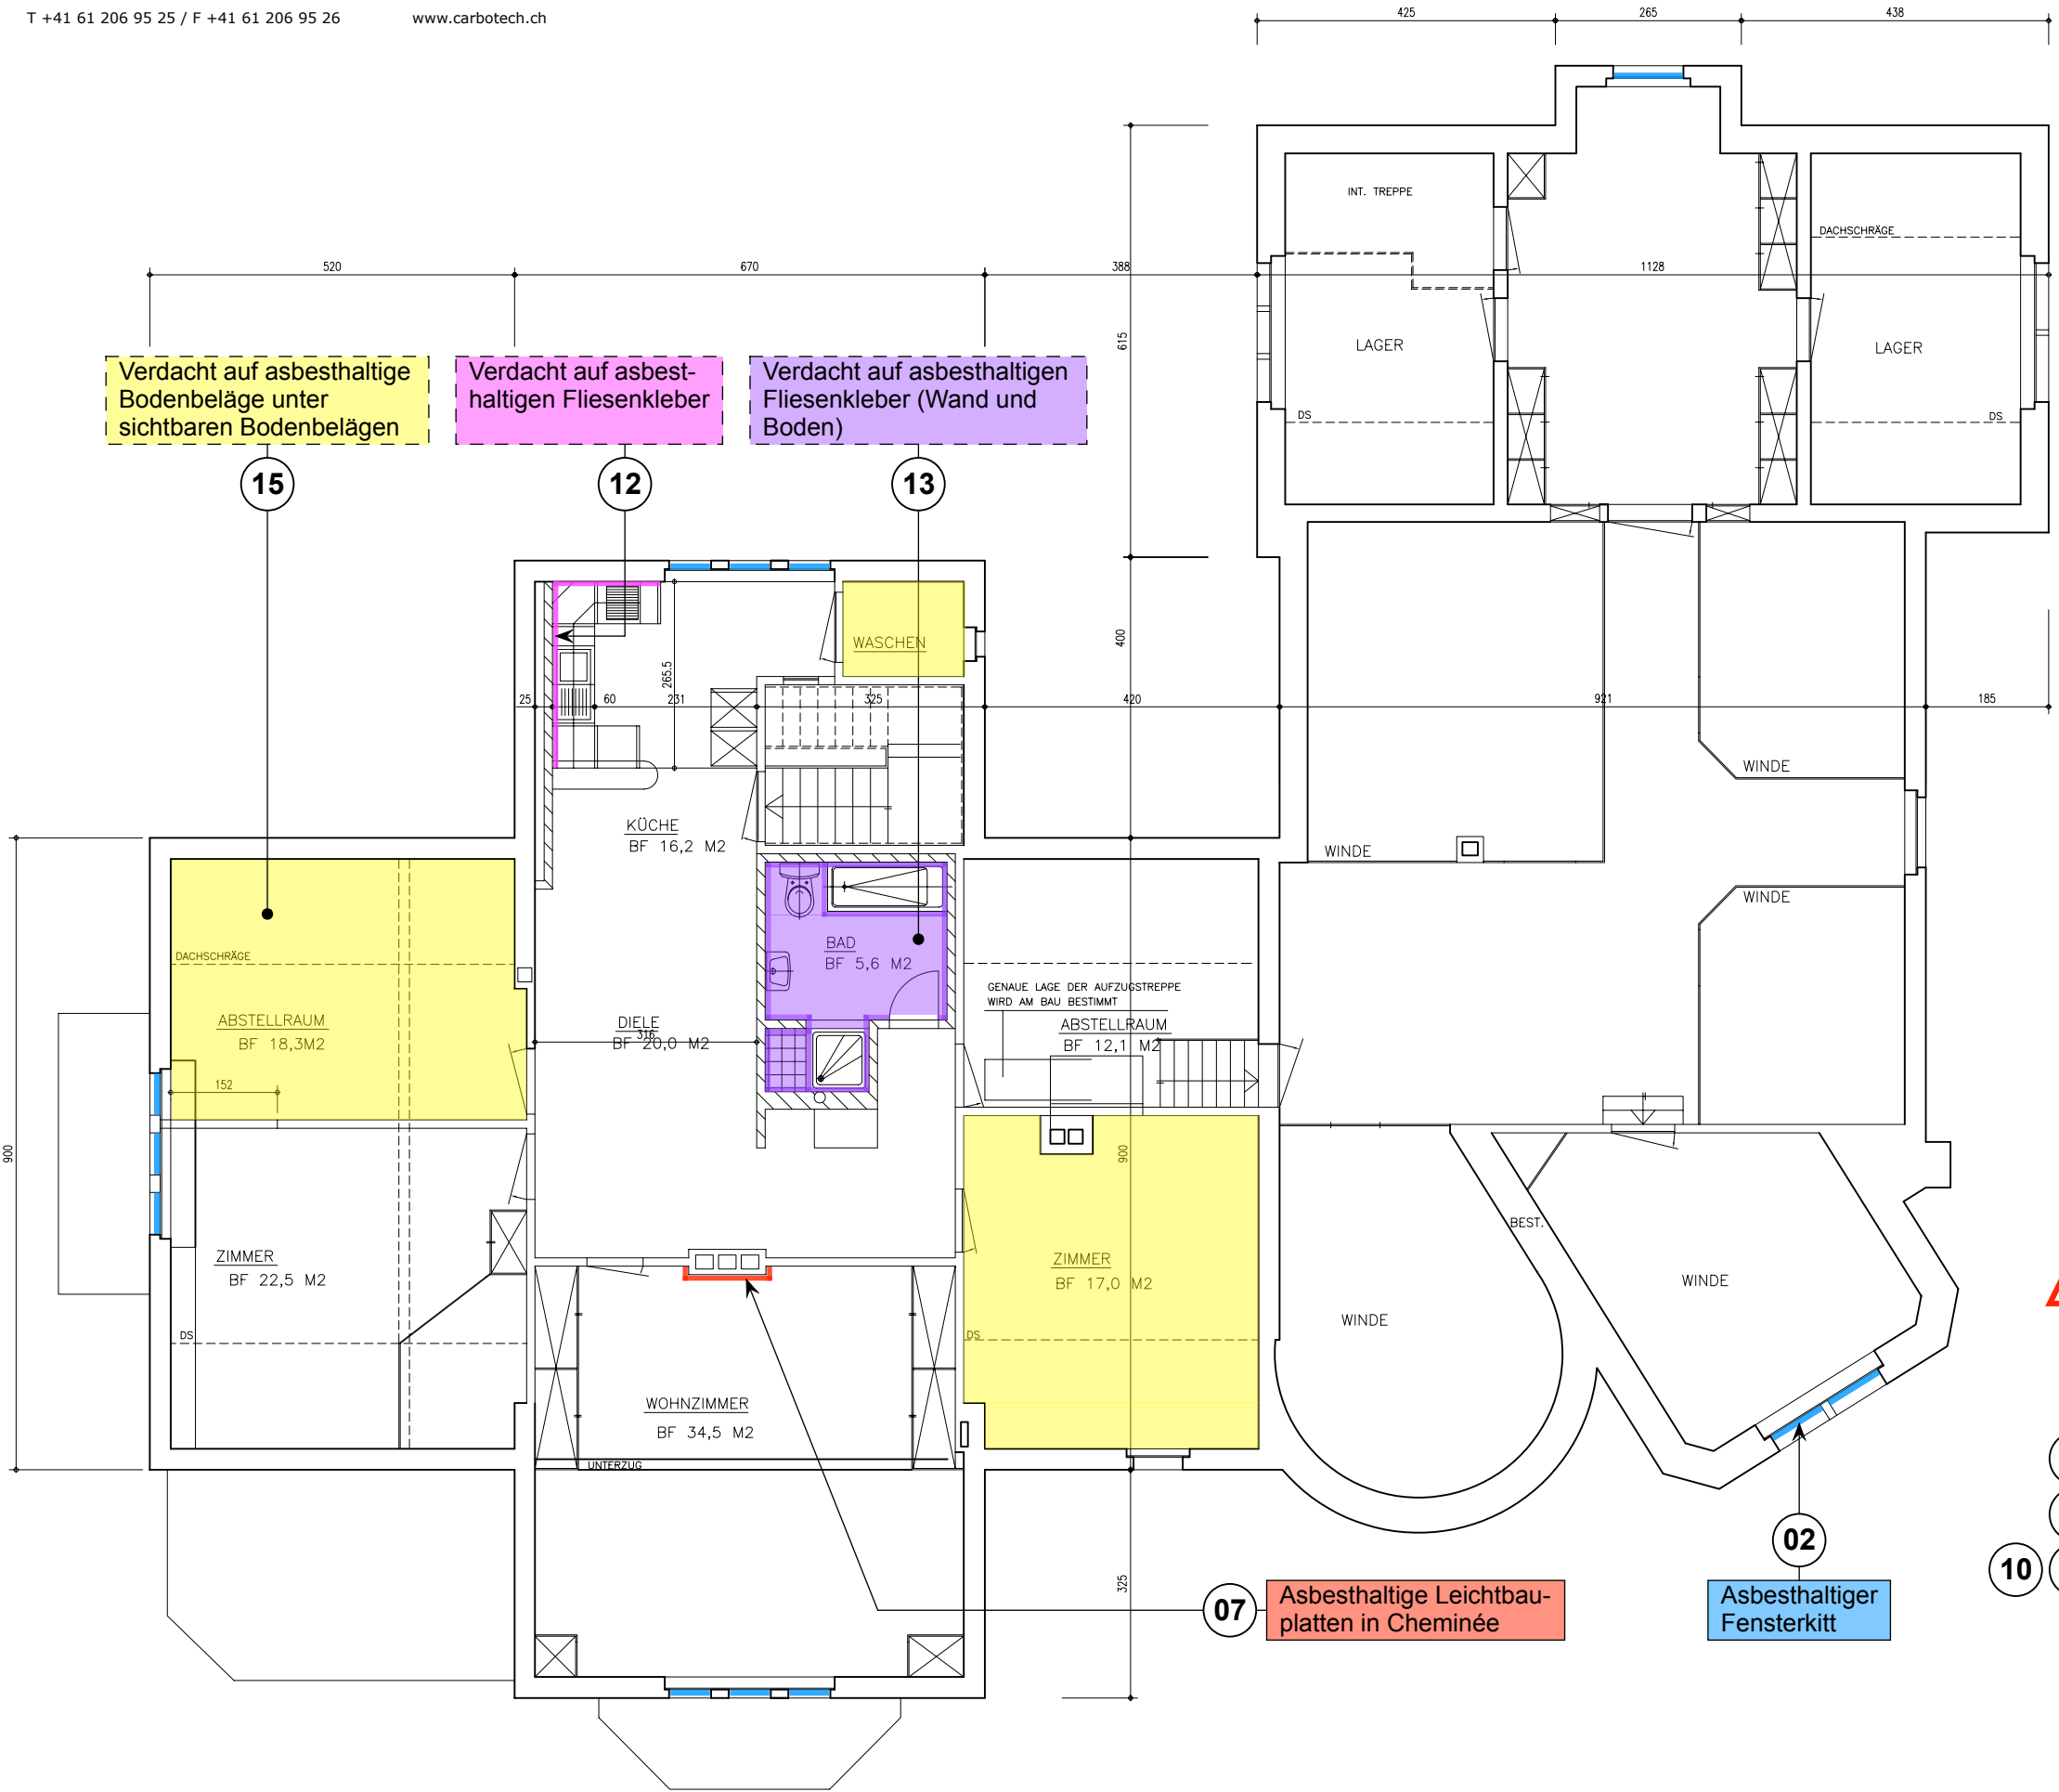 T +41 61 206 95 25 / F +41 61 206 95 26 www.carbotech.ch
425 265 438
INT. TREPPE
DACHSCHRÄGE
520 670 388 1128
615
LAGER LAGER
DS DS
Verdacht auf asbesthaltige
Bodenbeläge unter
sichtbaren Bodenbelägen
Verdacht auf asbest-
haltigen Fliesenkleber
Verdacht auf asbesthaltigen
Fliesenkleber (Wand und
Boden)
15 12 13
WASCHEN
400
265.5
25 60 231 325 420 921 185
WINDE
KÜCHE
BF 16,2 M2
WINDE
WINDE
DACHSCHRÄGE
BAD
BF 5,6 M2
GENAUE LAGE DER AUFZUGSTREPPE
WIRD AM BAU BESTIMMT
ABSTELLRAUM
BF 18,3M2
DIELE
316
BF 20,0 M2
ABSTELLRAUM
BF 12,1 M2
152
900
900
BEST.
ZIMMER
BF 22,5 M2
ZIMMER
BF 17,0 M2
WINDE
WINDE
DS
DS
WOHNZIMMER
BF 34,5 M2
UNTERZUG
02
10
325
07
Asbesthaltige Leichtbau-
platten in Cheminée
Asbesthaltiger
Fensterkitt